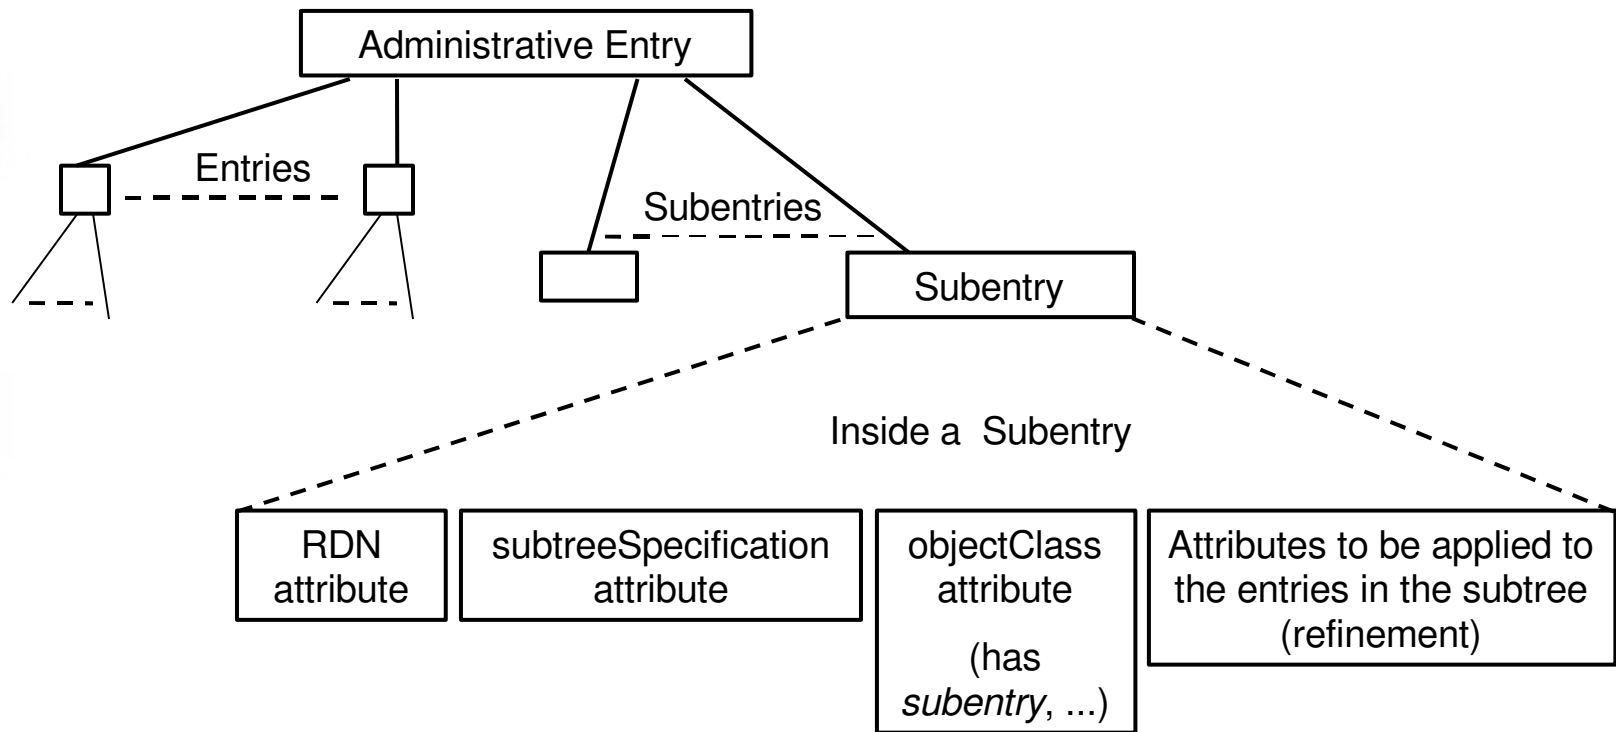 Administrative Entry
Entries
Subentries
Subentry
Inside a  Subentry
RDN
attribute
subtreeSpecification
attribute
objectClass
attribute
(has
subentry, ...)
Attributes to be applied to
the entries in the subtree
(refinement)